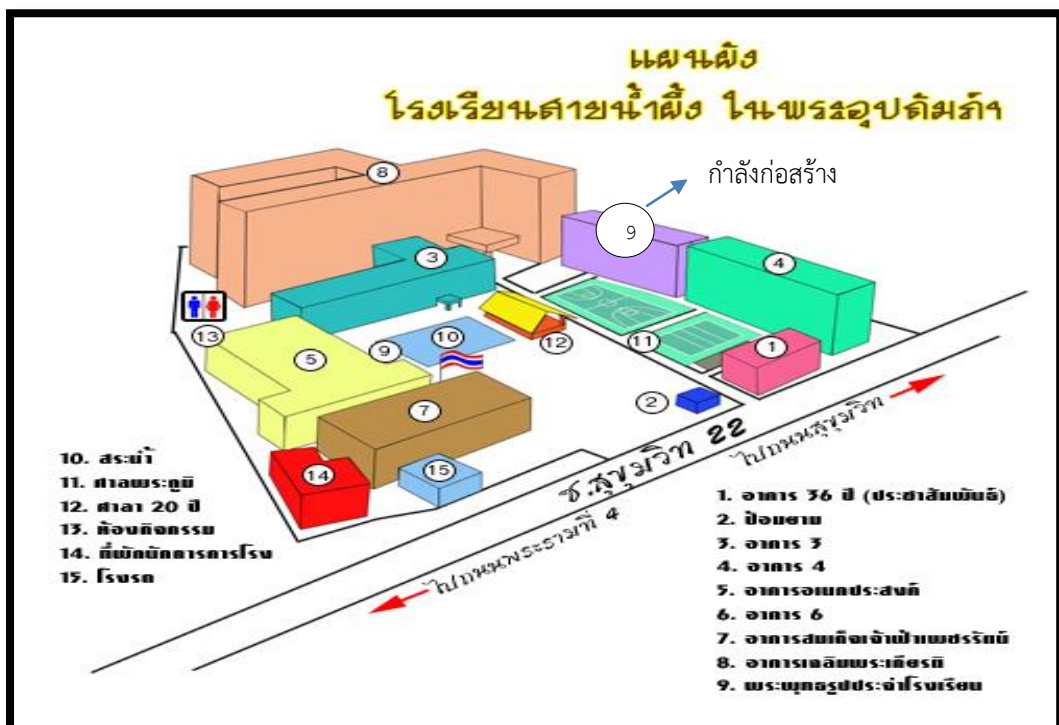 แผนผัง
โรงเรียนสายน้ำผึ้ง ในพระอุปถัมภ์ฯ
กำลังก่อสร้าง
8
9
3
4
13
10
12
11
1
5
9
7
2
14
15
ซ.สุขุมวิท 22
ไปถนนสุขุมวิท
ไปถนนพระรามที่ 4
10. สระน้ำ
11. ศาลพระภูมิ
12. ศาลา 20 ปี
13. ห้องกิจกรรม
14. ที่พักนักการการโรง
15. โรงรถ
1. อาคาร 36 ปี (ประชาสัมพันธ์)
2. ป้อมยาม
3. อาคาร 3
4. อาคาร 4
5. อาคารอเนกประสงค์
6. อาคาร 6
7. อาคารสมเด็จเจ้าฟ้าเพชรรัตน์
8. อาคารเฉลิมพระเกียรติ
9. พระพุทธรูปประจำโรงเรียน